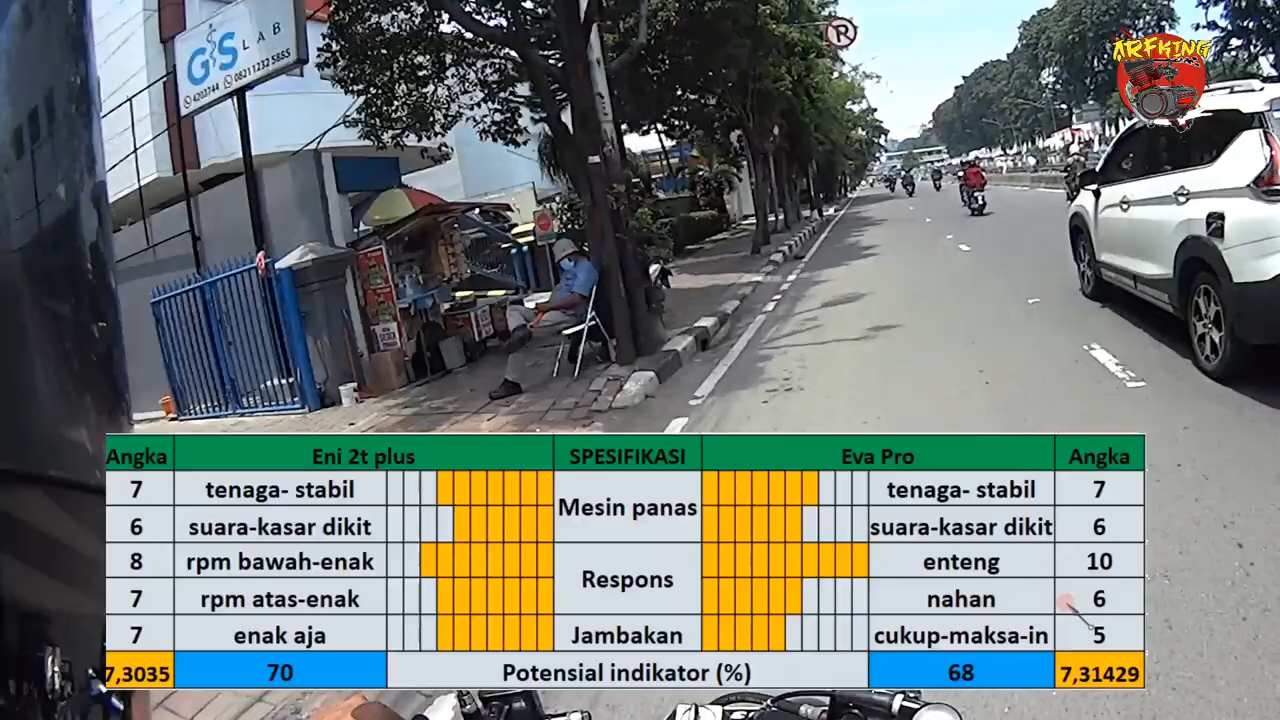 G$S LAB
4203744 0821 1232 5885
ARFKING
Angka Eni 2t plus SPESIFIKASI Eva Pro Angka
7 tenaga- stabil Mesin panas tenaga- stabil 7
6 suara-kasar dikit suara-kasar dikit 6
8 rpm bawah-enak Respons enteng 10
7 rpm atas-enak nahan 6
7 enak aja Jambakan cukup-maksa-in 5
7,3035 70 Potensial indikator (%) 68 7,31429